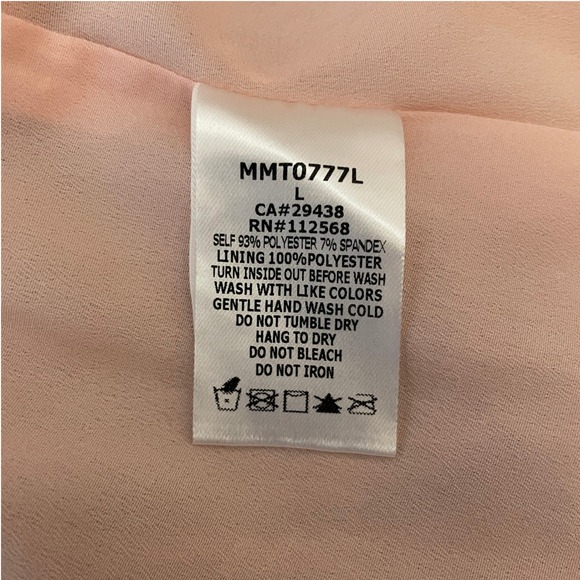 MMT0777L
L
CA#29438
RN#112568
SELF 93% POLYESTER 7% SPANDEX
LINING 100%POLYESTER
TURN INSIDE OUT BEFORE WASH
WASH WITH LIKE COLORS
GENTLE HAND WASH COLD
DO NOT TUMBLE DRY
HANG TO DRY
DO NOT BLEACH
DO NOT IRON